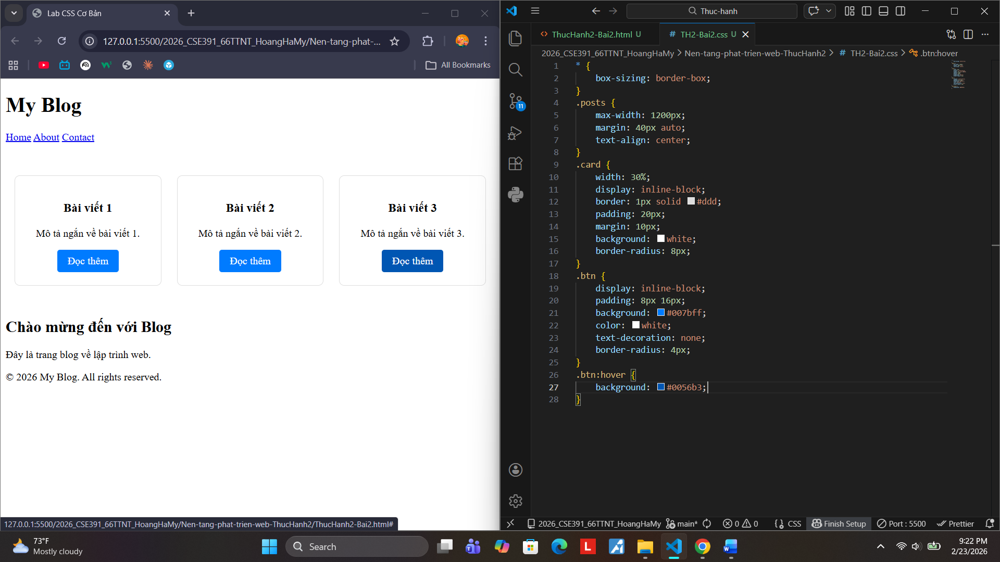 Lab CSS Cơ Bản
127.0.0.1:5500/2026_CSE391_66TTNT_HoangHaMy/Nen-tang-phat-...
All Bookmarks
My Blog
Home About Contact
Bài viết 1
Mô tả ngắn về bài viết 1.
Đọc thêm
Bài viết 2
Mô tả ngắn về bài viết 2.
Đọc thêm
Bài viết 3
Mô tả ngắn về bài viết 3.
Đọc thêm
Chào mừng đến với Blog
Đây là trang blog về lập trình web.
© 2026 My Blog. All rights reserved.
127.0.0.1:5500/2026_CSE391_66TTNT_HoangHaMy/Nen-tang-phat-trien-web-ThucHanh2/ThucHanh2-Bai2.html#
Thuc-hanh
ThucHanh2-Bai2.html U
# TH2-Bai2.css U
2026_CSE391_66TTNT_HoangHaMy > Nen-tang-phat-trien-web-ThucHanh2 > # TH2-Bai2.css > .btn:hover
11
1 * {
2 box-sizing: border-box;
3 }
4 .posts {
5 max-width: 1200px;
6 margin: 40px auto;
7 text-align: center;
8 }
9 .card {
10 width: 30%;
11 display: inline-block;
12 border: 1px solid #ddd;
13 padding: 20px;
14 margin: 10px;
15 background: white;
16 border-radius: 8px;
17 }
18 .btn {
19 display: inline-block;
20 padding: 8px 16px;
21 background: #007bff;
22 color: white;
23 text-decoration: none;
24 border-radius: 4px;
25 }
26 .btn:hover {
27 background: #0056b3;
28 }
2026_CSE391_66TTNT_HoangHaMy main* 0 0 {} CSS Finish Setup Port : 5500 Prettier
73°F
Mostly cloudy
Search
9:22 PM
2/23/2026